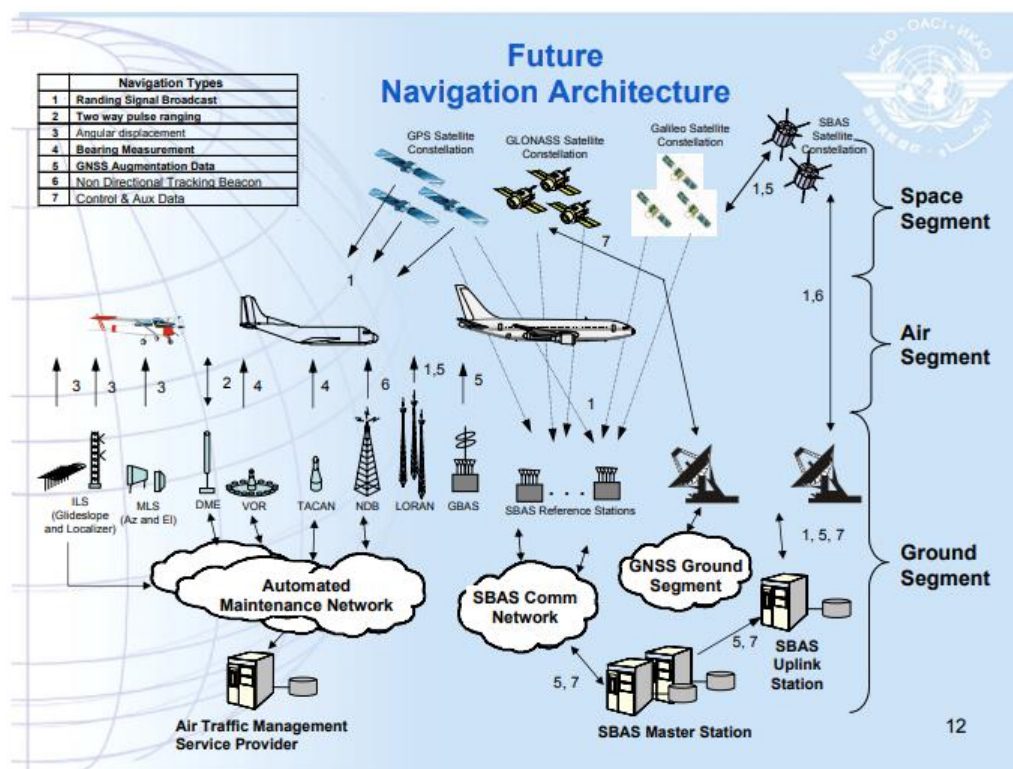 Future
Navigation Architecture
ICAO · OACI · ИКАО
Navigation Types
1 Randing Signal Broadcast
2 Two way pulse ranging
3 Angular displacement
4 Bearing Measurement
5 GNSS Augmentation Data
6 Non Directional Tracking Beacon
7 Control & Aux Data
GPS Satellite
Constellation
GLONASS Satellite
Constellation
Galileo Satellite
Constellation
SBAS
Satellite
Constellation
1,5
7
1
1,6
Space
Segment
Air
Segment
3
3
3
2
4
4
6
1,5
5
1
ILS
(Glideslope
and Localizer)
MLS
(Az and El)
DME
VOR
TACAN
NDB
LORAN
GBAS
. . .
SBAS Reference Stations
1, 5, 7
Ground
Segment
Automated
Maintenance Network
SBAS Comm
Network
GNSS Ground
Segment
5, 7
5, 7
SBAS
Uplink
Station
Air Traffic Management
Service Provider
SBAS Master Station
12